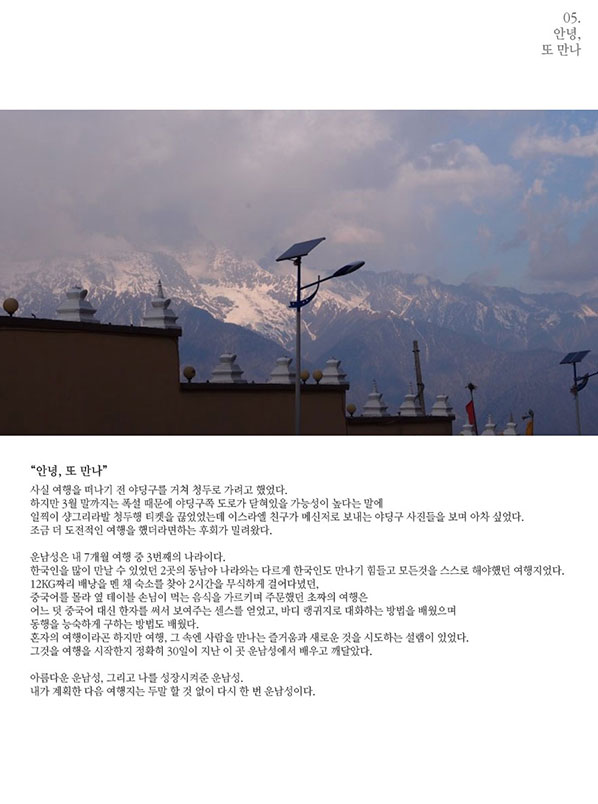 05.
안녕,
또 만나
“안녕, 또 만나”
사실 여행을 떠나기 전 야딩구를 거쳐 청두로 가려고 했었다.
하지만 3월 말까지는 폭설 때문에 야딩구쪽 도로가 닫혀있을 가능성이 높다는 말에
일찍이 샹그리라발 청두행 티켓을 끊었었는데 이스라엘 친구가 메신저로 보내는 야딩구 사진들을 보며 아차 싶었다.
조금 더 도전적인 여행을 했더라면하는 후회가 밀려왔다.
운남성은 내 7개월 여행 중 3번째의 나라이다.
한국인을 많이 만날 수 있었던 2곳의 동남아 나라와는 다르게 한국인도 만나기 힘들고 모든것을 스스로 해야했던 여행지였다.
12KG짜리 배낭을 멘 채 숙소를 찾아 2시간을 무식하게 걸어다녔던,
중국어를 몰라 옆 테이블 손님이 먹는 음식을 가르키며 주문했던 초짜의 여행은
어느 덧 중국어 대신 한자를 써서 보여주는 센스를 얻었고, 바디 랭귀지로 대화하는 방법을 배웠으며
동행을 능숙하게 구하는 방법도 배웠다.
혼자의 여행이라곤 하지만 여행, 그 속엔 사람을 만나는 즐거움과 새로운 것을 시도하는 설렘이 있었다.
그것을 여행을 시작한지 정확히 30일이 지난 이 곳 운남성에서 배우고 깨달았다.
아름다운 운남성, 그리고 나를 성장시켜준 운남성.
내가 계획한 다음 여행지는 두말 할 것 없이 다시 한 번 운남성이다.